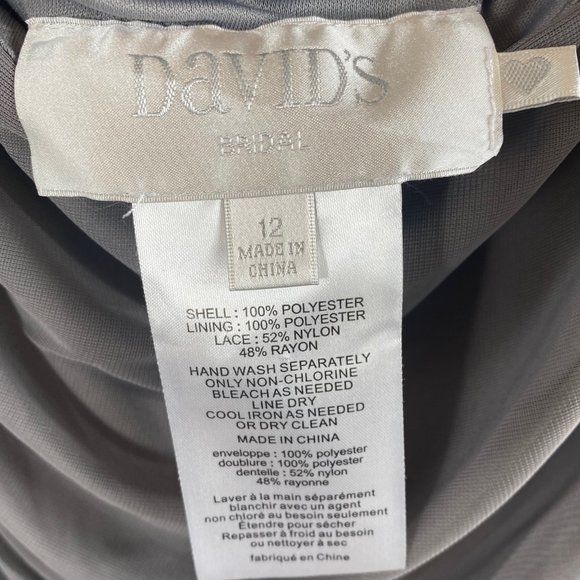 DaVID's
BRIDAL
12
MADE IN
CHINA
SHELL : 100% POLYESTER
LINING : 100% POLYESTER
LACE : 52% NYLON
48% RAYON
HAND WASH SEPARATELY
ONLY NON-CHLORINE
BLEACH AS NEEDED
LINE DRY
COOL IRON AS NEEDED
OR DRY CLEAN
MADE IN CHINA
enveloppe : 100% polyester
doublure : 100% polyester
dentelle : 52% nylon
48% rayonne
Laver à la main séparément
blanchir avec un agent
non chloré au besoin seulement
Étendre pour sécher
Repasser à froid au besoin
ou nettoyer à sec
fabriqué en Chine